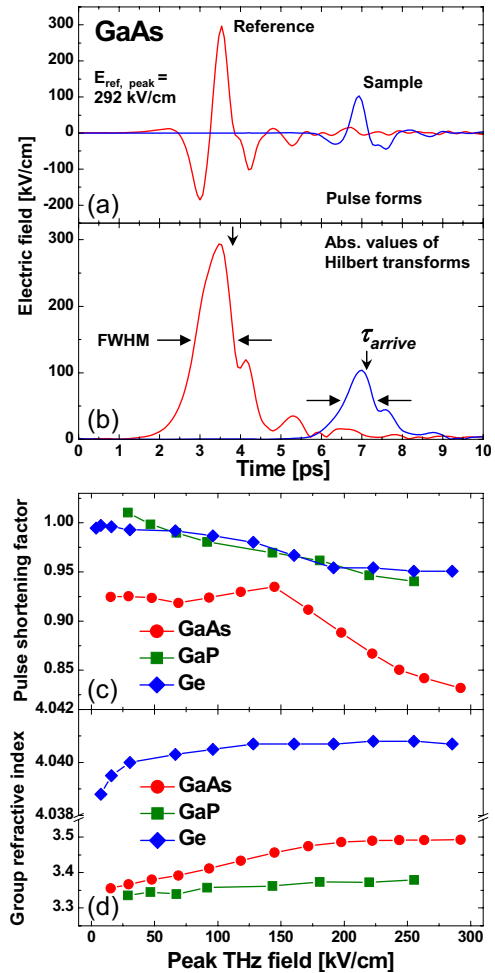 GaAs
Reference
E_ref, peak =
292 kV/cm
Sample
300
200
100
0
-100
-200
(a)
Pulse forms
Electric field [kV/cm]
300
200
100
0
Abs. values of
Hilbert transforms
FWHM
τ_arrive
(b)
0 1 2 3 4 5 6 7 8 9 10
Time [ps]
Pulse shortening factor
1.00
0.95
0.90
0.85
GaAs
GaP
Ge
(c)
4.042
4.040
4.038
3.5
3.4
3.3
Group refractive index
GaAs
GaP
Ge
(d)
0 50 100 150 200 250 300
Peak THz field [kV/cm]